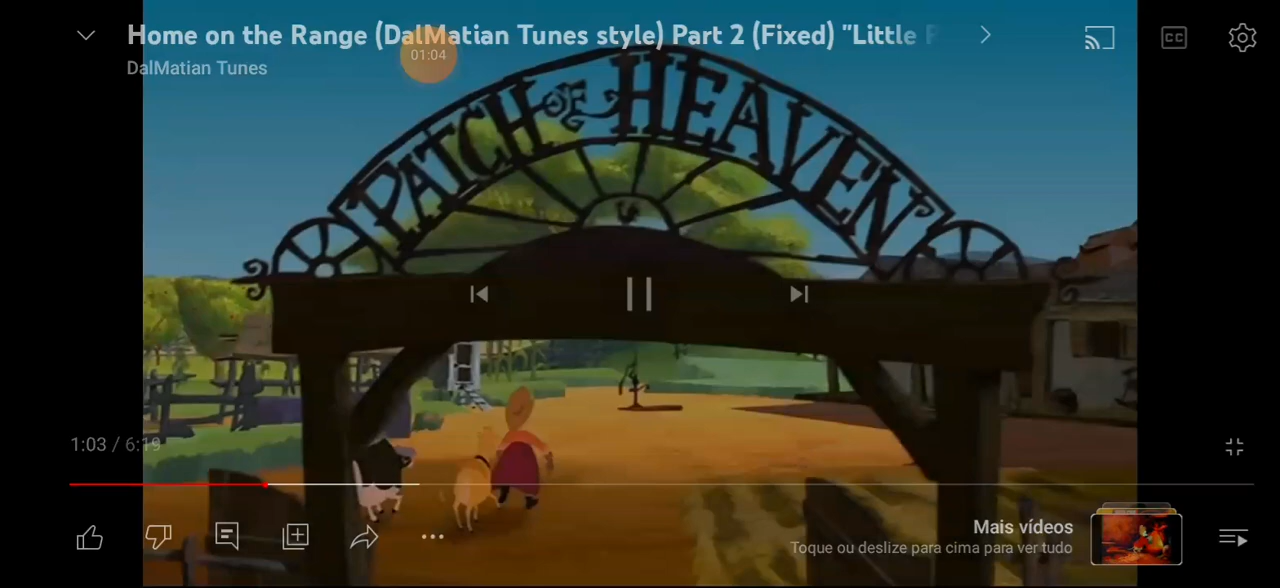 Home on the Range (DalMatian Tunes style) Part 2 (Fixed) "Little
DalMatian Tunes
01:04
CC
PATCH OF HEAVEN
1:03 / 6:19
Mais vídeos
Toque ou deslize para cima para ver tudo